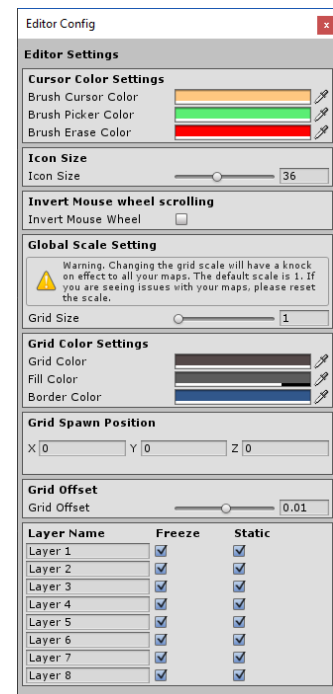 Editor Config
x
Editor Settings
Cursor Color Settings
Brush Cursor Color
Brush Picker Color
Brush Erase Color
Icon Size
Icon Size 36
Invert Mouse wheel scrolling
Invert Mouse Wheel
Global Scale Setting
Warning. Changing the grid scale will have a knock
on effect to all your maps. The default scale is 1. If
you are seeing issues with your maps, please reset
the scale.
Grid Size 1
Grid Color Settings
Grid Color
Fill Color
Border Color
Grid Spawn Position
X 0 Y 0 Z 0
Grid Offset
Grid Offset 0.01
Layer Name Freeze Static
Layer 1
Layer 2
Layer 3
Layer 4
Layer 5
Layer 6
Layer 7
Layer 8